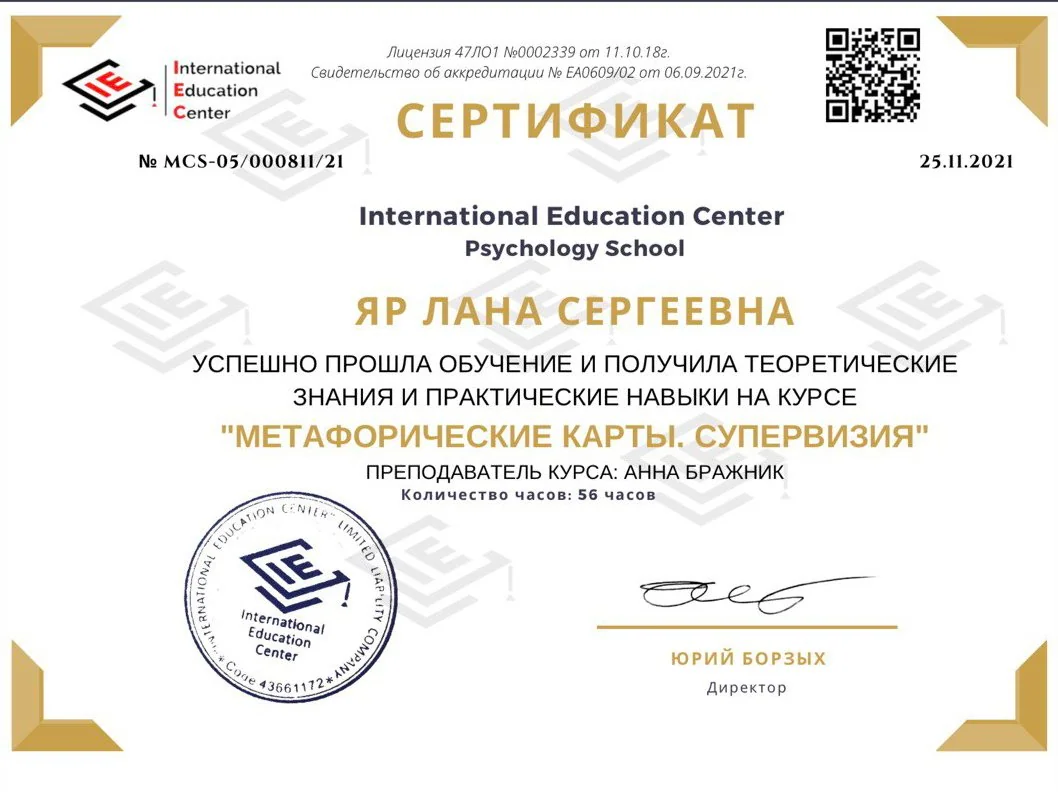 International
Education
Center
Лицензия 47ЛО1 №0002339 от 11.10.18г.
Свидетельство об аккредитации № EA0609/02 от 06.09.2021г.
СЕРТИФИКАТ
№ MCS-05/000811/21
25.11.2021
International Education Center
Psychology School
ЯР ЛАНА СЕРГЕЕВНА
УСПЕШНО ПРОШЛА ОБУЧЕНИЕ И ПОЛУЧИЛА ТЕОРЕТИЧЕСКИЕ
ЗНАНИЯ И ПРАКТИЧЕСКИЕ НАВЫКИ НА КУРСЕ
"МЕТАФОРИЧЕСКИЕ КАРТЫ. СУПЕРВИЗИЯ"
ПРЕПОДАВАТЕЛЬ КУРСА: АННА БРАЖНИК
Количество часов: 56 часов
"INTERNATIONAL EDUCATION CENTER" LIMITED LIABILITY COMPANY
International
Education
Center
* Code 43661172 *
ЮРИЙ БОРЗЫХ
Директор